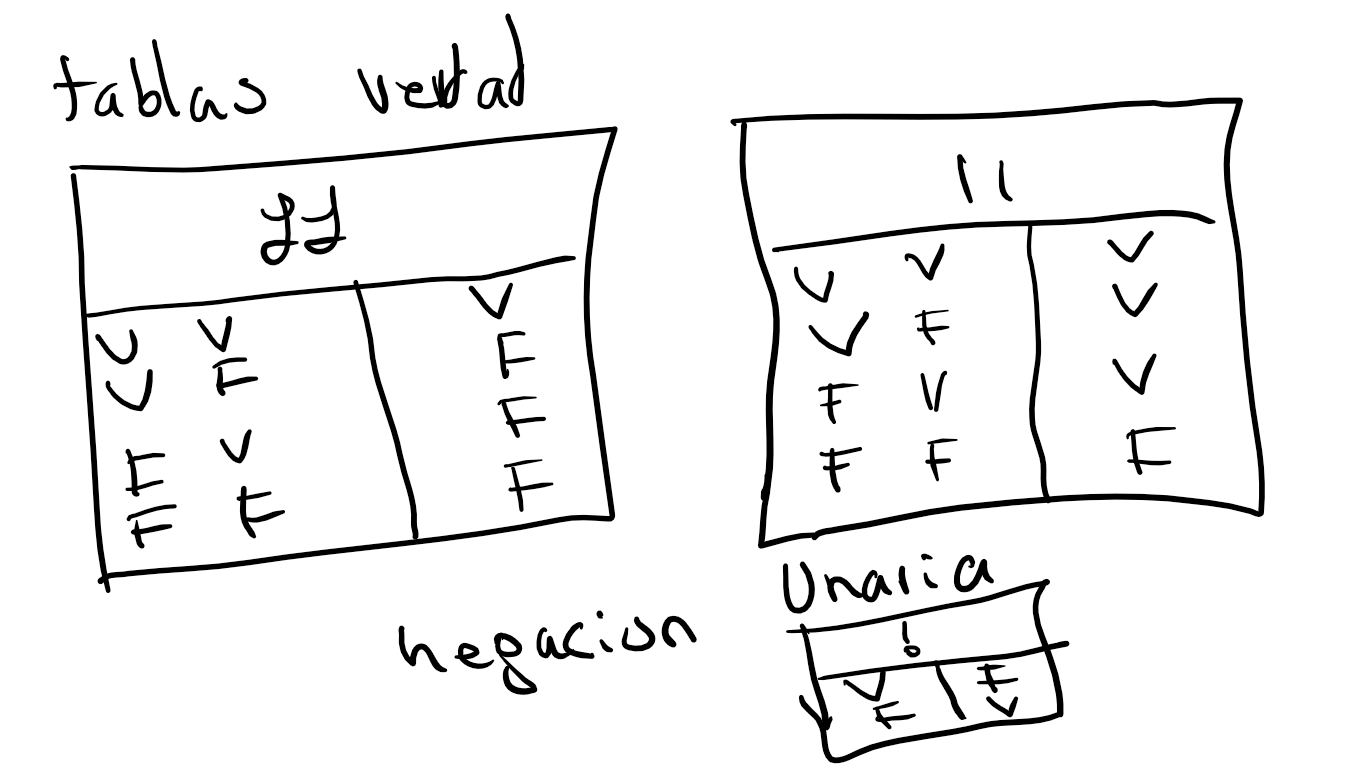 tablas verdad
&&
V V V
V F F
F V F
F F F
||
V V V
V F V
F V V
F F F
negacion Unaria
!
V F
F V